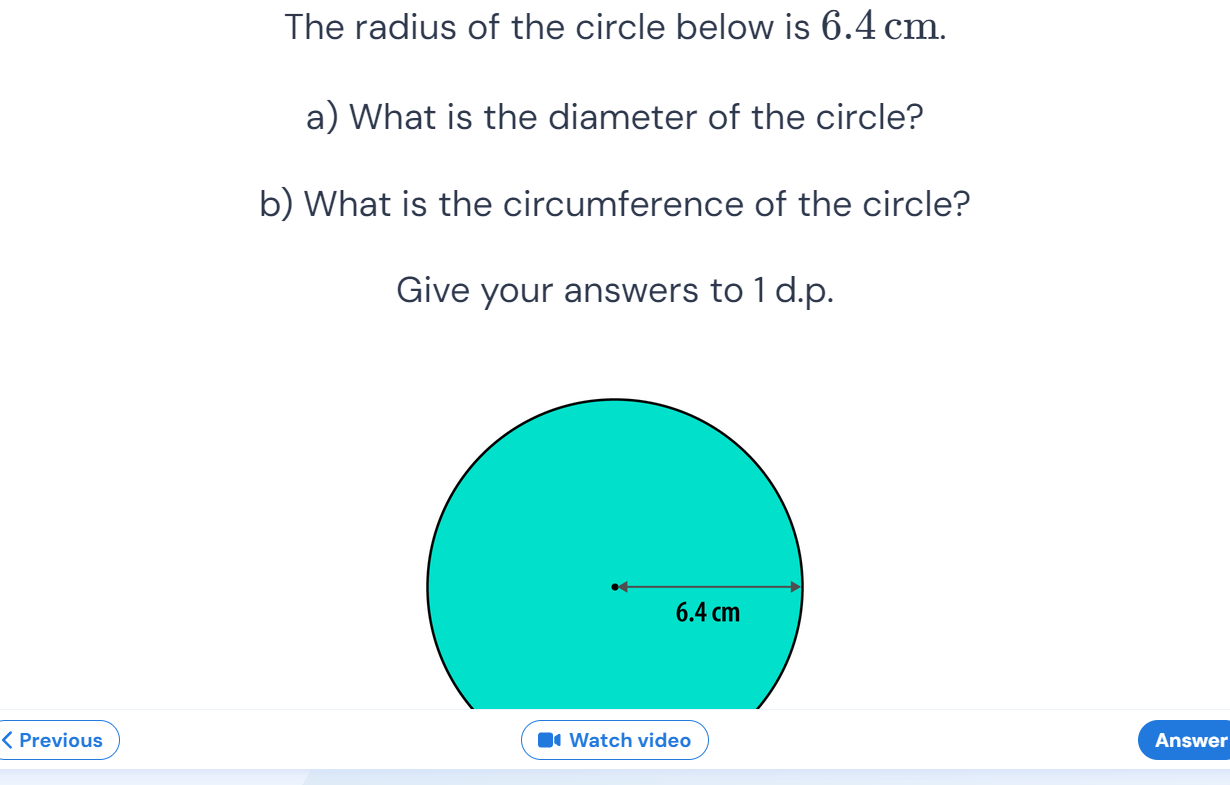 The radius of the circle below is 6.4 cm.
a) What is the diameter of the circle?
b) What is the circumference of the circle?
Give your answers to 1 d.p.
6.4 cm
Previous
Watch video
Answer